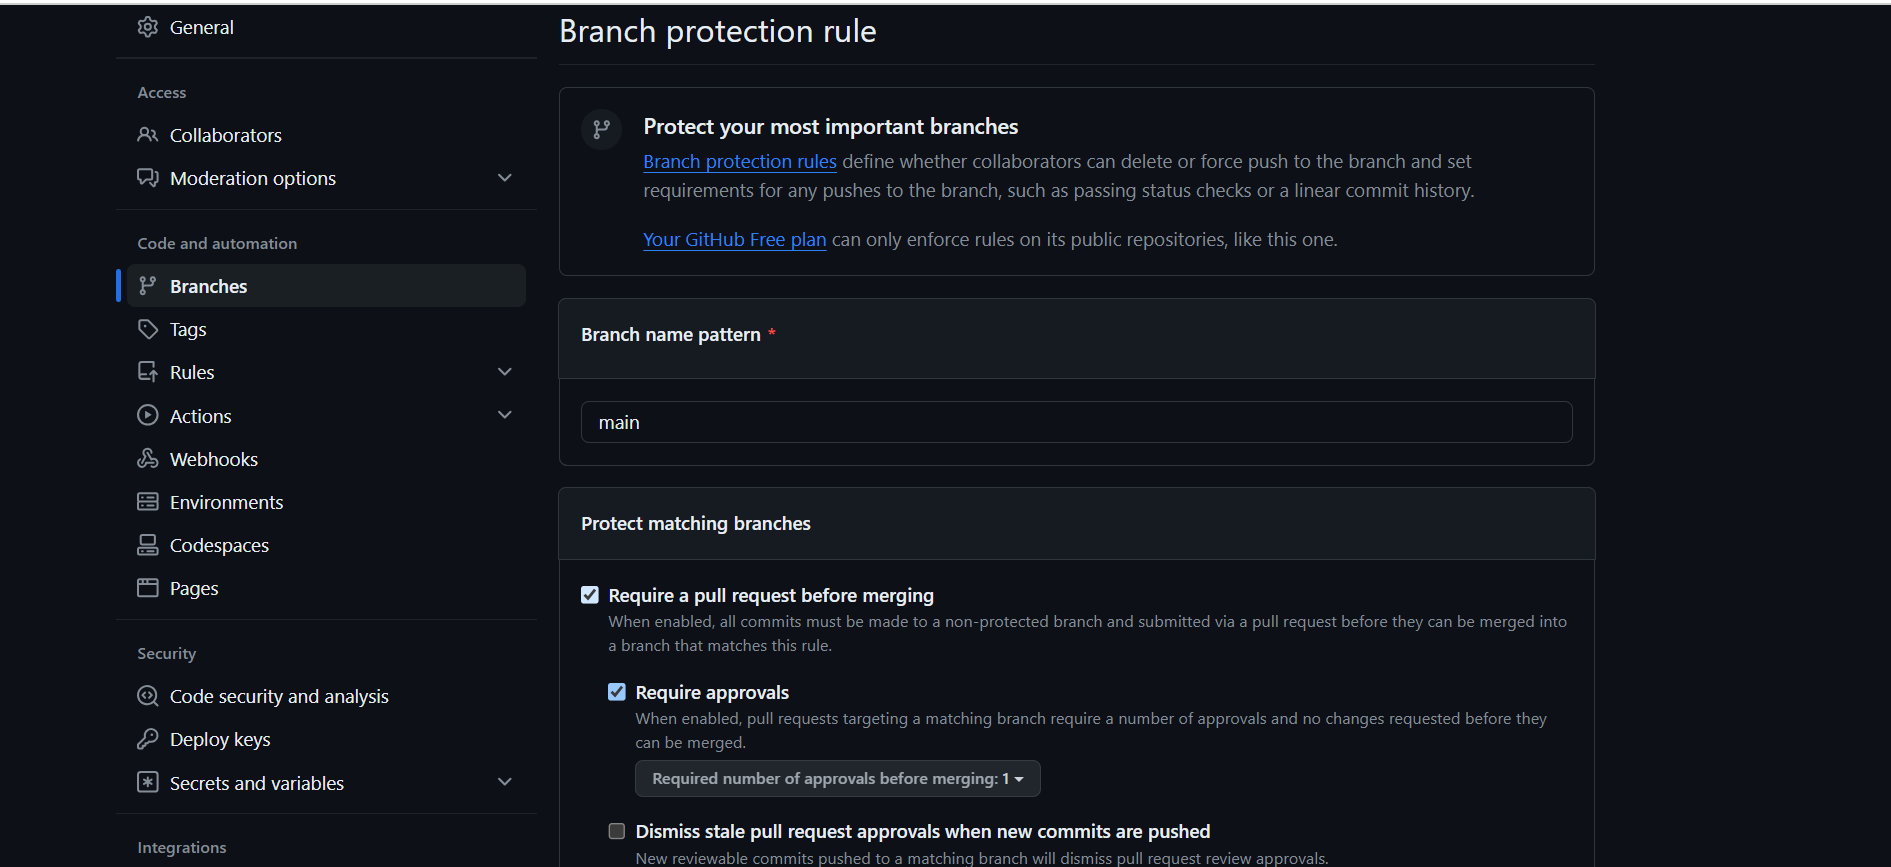 General
Access
Collaborators
Moderation options
Code and automation
Branches
Tags
Rules
Actions
Webhooks
Environments
Codespaces
Pages
Security
Code security and analysis
Deploy keys
Secrets and variables
Integrations
Branch protection rule
Protect your most important branches
Branch protection rules define whether collaborators can delete or force push to the branch and set
requirements for any pushes to the branch, such as passing status checks or a linear commit history.
Your GitHub Free plan can only enforce rules on its public repositories, like this one.
Branch name pattern *
main
Protect matching branches
Require a pull request before merging
When enabled, all commits must be made to a non-protected branch and submitted via a pull request before they can be merged into
a branch that matches this rule.
Require approvals
When enabled, pull requests targeting a matching branch require a number of approvals and no changes requested before they
can be merged.
Required number of approvals before merging: 1
Dismiss stale pull request approvals when new commits are pushed
New reviewable commits pushed to a matching branch will dismiss pull request review approvals.